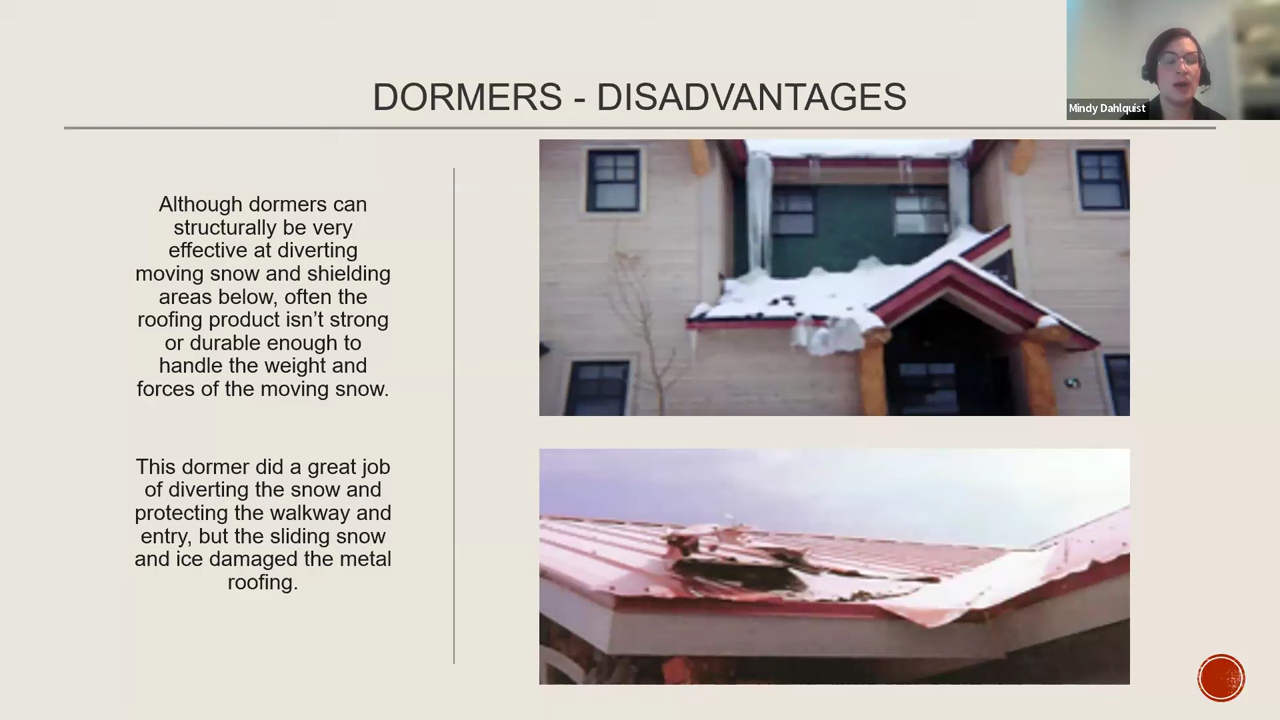 DORMERS - DISADVANTAGES
Mindy Dahlquist
Although dormers can
structurally be very
effective at diverting
moving snow and shielding
areas below, often the
roofing product isn’t strong
or durable enough to
handle the weight and
forces of the moving snow.
This dormer did a great job
of diverting the snow and
protecting the walkway and
entry, but the sliding snow
and ice damaged the metal
roofing.